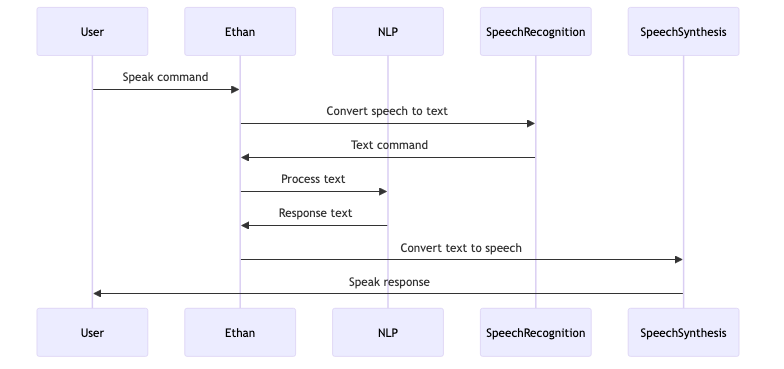 User Ethan NLP SpeechRecognition SpeechSynthesis
Speak command
Convert speech to text
Text command
Process text
Response text
Convert text to speech
Speak response
User Ethan NLP SpeechRecognition SpeechSynthesis